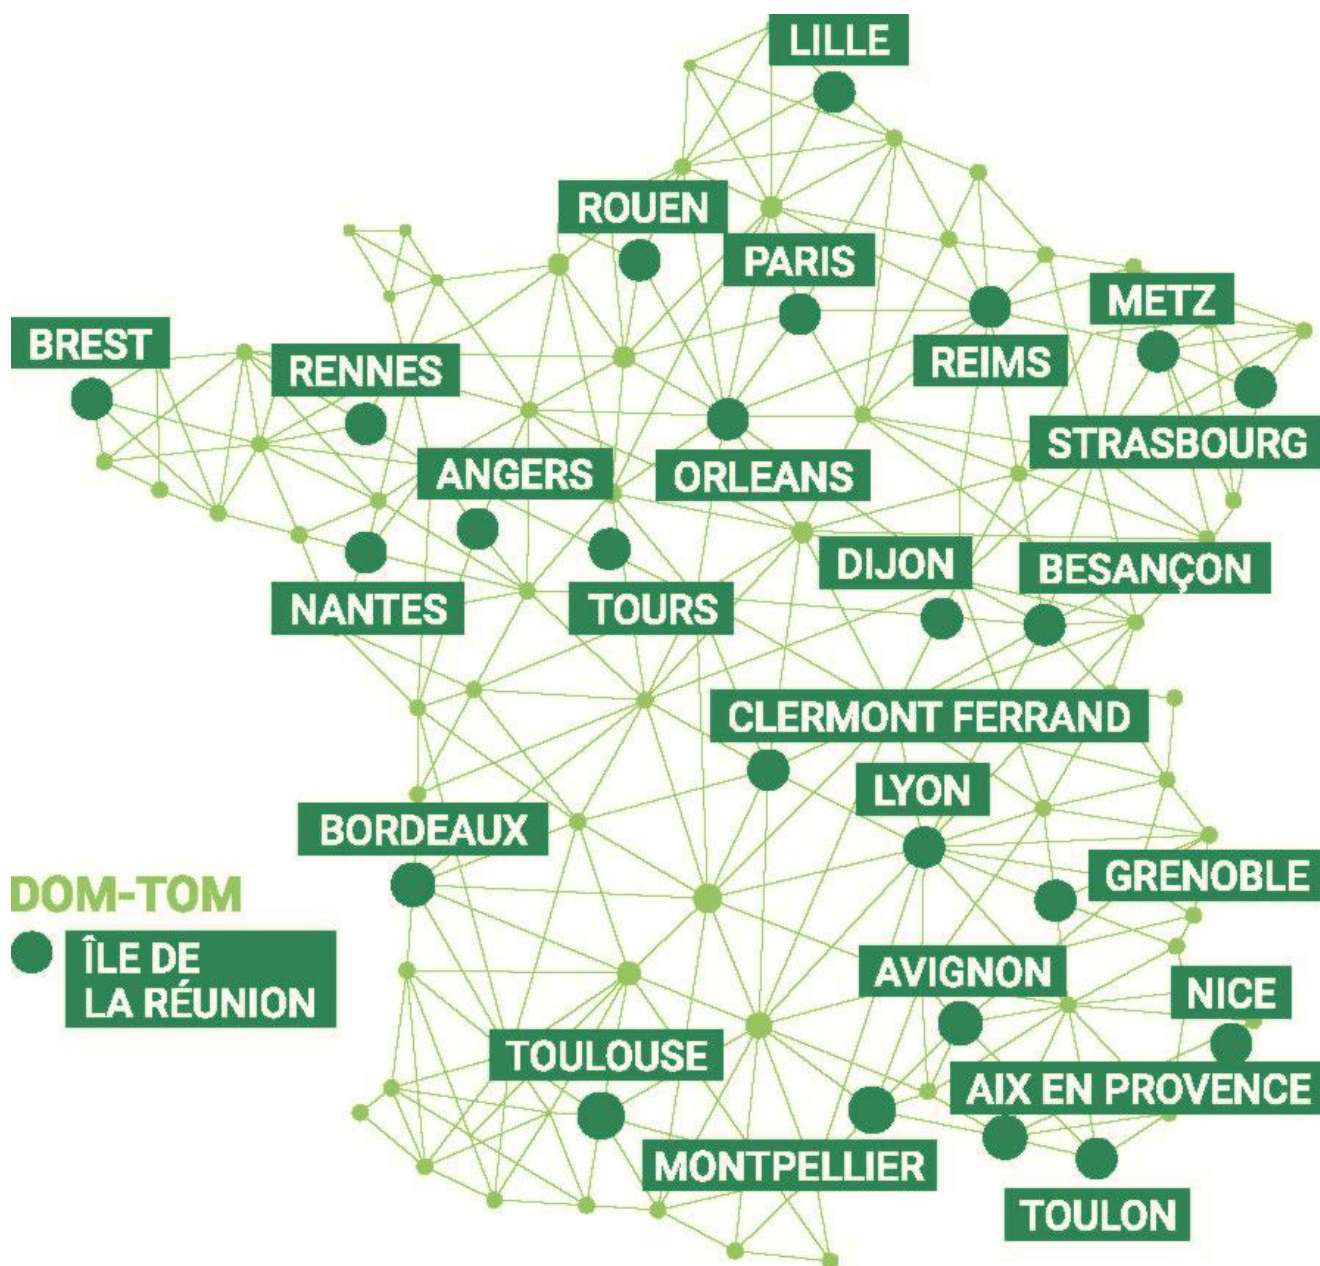 LILLE
ROUEN
PARIS
METZ
BREST
RENNES
REIMS
STRASBOURG
ANGERS
ORLEANS
DIJON
BESANÇON
NANTES
TOURS
CLERMONT FERRAND
LYON
BORDEAUX
GRENOBLE
DOM-TOM
ÎLE DE
LA RÉUNION
AVIGNON
NICE
TOULOUSE
AIX EN PROVENCE
MONTPELLIER
TOULON